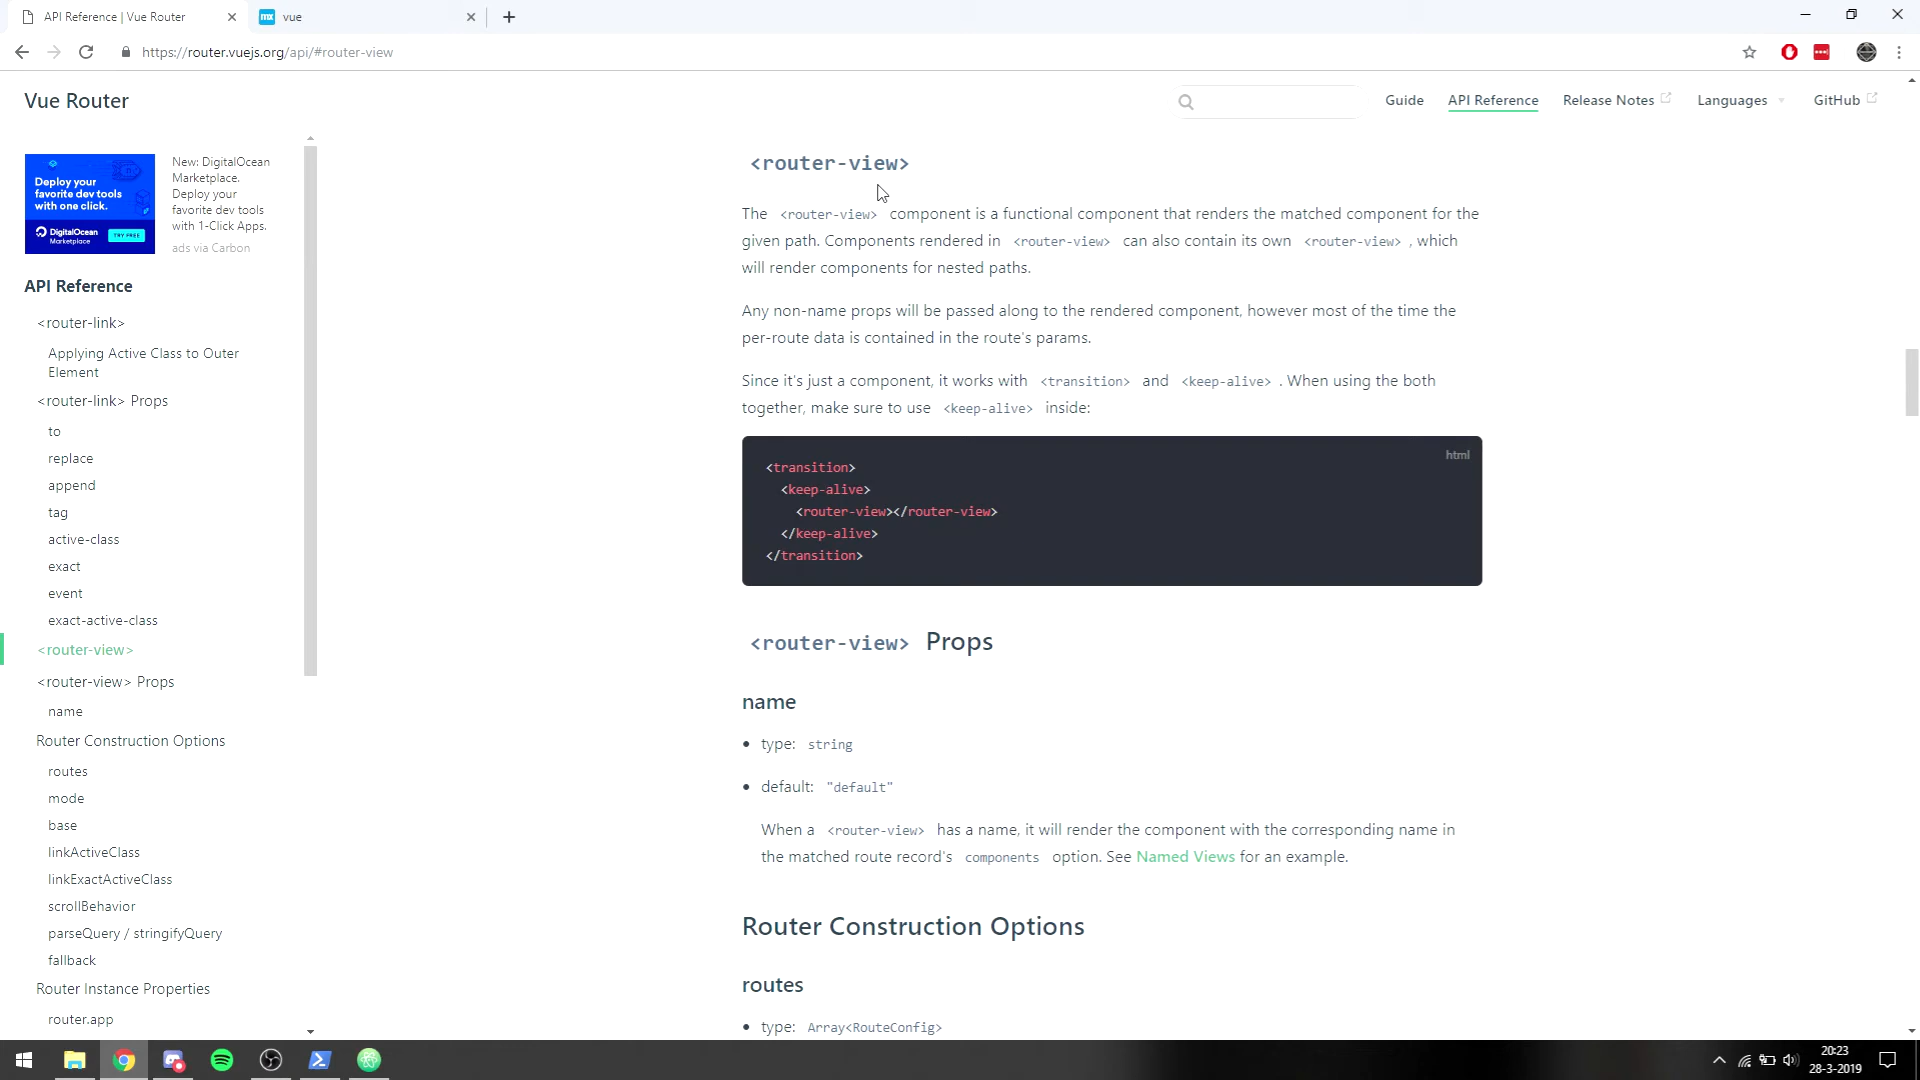 API Reference | Vue Router
mx vue
https://router.vuejs.org/api/#router-view
Vue Router
Guide
API Reference
Release Notes
Languages
GitHub
Deploy your
favorite dev tools
with one click.
DigitalOcean
Marketplace
TRY FREE
New: DigitalOcean
Marketplace.
Deploy your
favorite dev tools
with 1-Click Apps.
ads via Carbon
API Reference
<router-link>
Applying Active Class to Outer
Element
<router-link> Props
to
replace
append
tag
active-class
exact
event
exact-active-class
<router-view>
<router-view> Props
name
Router Construction Options
routes
mode
base
linkActiveClass
linkExactActiveClass
scrollBehavior
parseQuery / stringifyQuery
fallback
Router Instance Properties
router.app
<router-view>
The <router-view> component is a functional component that renders the matched component for the
given path. Components rendered in <router-view> can also contain its own <router-view> , which
will render components for nested paths.
Any non-name props will be passed along to the rendered component, however most of the time the
per-route data is contained in the route's params.
Since it's just a component, it works with <transition> and <keep-alive> . When using the both
together, make sure to use <keep-alive> inside:
html
<transition>
<keep-alive>
<router-view></router-view>
</keep-alive>
</transition>
<router-view> Props
name
• type: string
• default: "default"
When a <router-view> has a name, it will render the component with the corresponding name in
the matched route record's components option. See Named Views for an example.
Router Construction Options
routes
• type: Array<RouteConfig>
20:23
28-3-2019